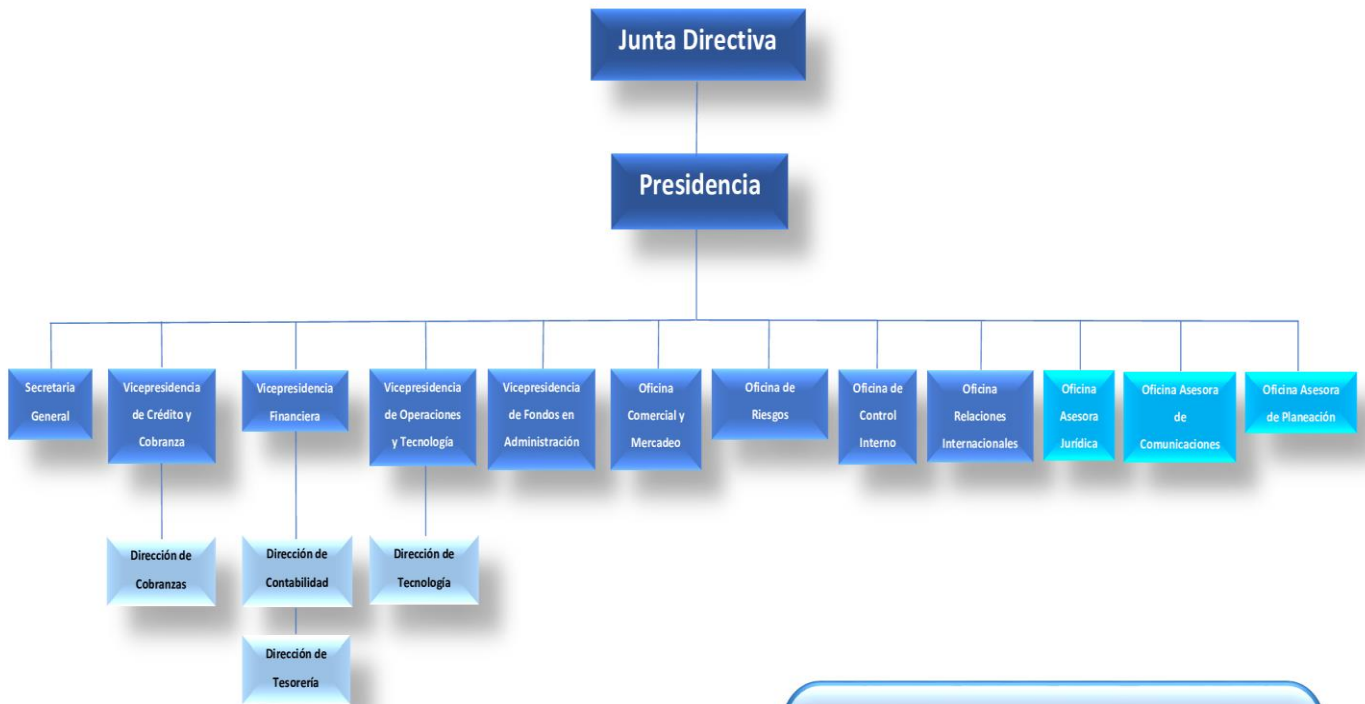 Junta Directiva
Presidencia
Secretaria
General
Vicepresidencia
de Crédito y
Cobranza
Vicepresidencia
Financiera
Vicepresidencia
de Operaciones
y Tecnología
Vicepresidencia
de Fondos en
Administración
Oficina
Comercial y
Mercadeo
Oficina de
Riesgos
Oficina de
Control
Interno
Oficina
Relaciones
Internacionales
Oficina
Asesora
Jurídica
Oficina Asesora
de
Comunicaciones
Oficina Asesora
de Planeación
Dirección de
Cobranzas
Dirección de
Contabilidad
Dirección de
Tecnología
Dirección de
Tesorería